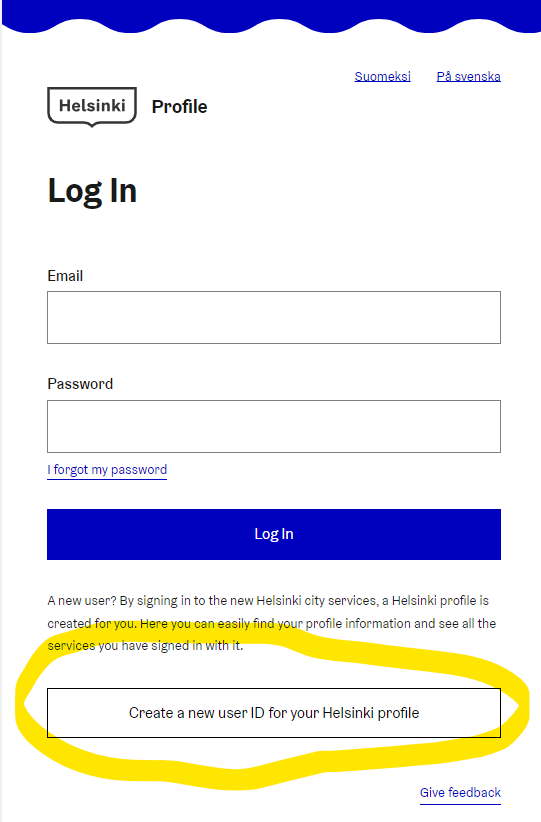 Suomeksi På svenska
Helsinki Profile
Log In
Email
Password
I forgot my password
Log In
A new user? By signing in to the new Helsinki city services, a Helsinki profile is
created for you. Here you can easily find your profile information and see all the
services you have signed in with it.
Create a new user ID for your Helsinki profile
Give feedback